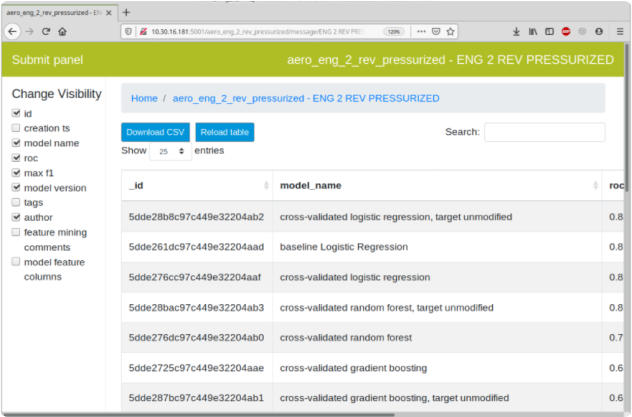 aero_eng_2_rev_pressurized - EN
10.30.16.181:5001/aero_eng_2_rev_pressurized/message/ENG 2 REV PRES
120%
Submit panel
aero_eng_2_rev_pressurized - ENG 2 REV PRESSURIZED
Change Visibility
id
creation ts
model name
roc
max f1
model version
tags
author
feature mining
comments
model feature
columns
Home / aero_eng_2_rev_pressurized - ENG 2 REV PRESSURIZED
Download CSV Reload table
Search:
Show 25 entries
_id model_name roc
5dde28b8c97c449e32204ab2 cross-validated logistic regression, target unmodified 0.8
5dde261dc97c449e32204aad baseline Logistic Regression 0.8
5dde276cc97c449e32204aaf cross-validated logistic regression 0.8
5dde28bac97c449e32204ab3 cross-validated random forest, target unmodified 0.8
5dde276dc97c449e32204ab0 cross-validated random forest 0.7
5dde2725c97c449e32204aae cross-validated gradient boosting 0.6
5dde287bc97c449e32204ab1 cross-validated gradient boosting, target unmodified 0.6